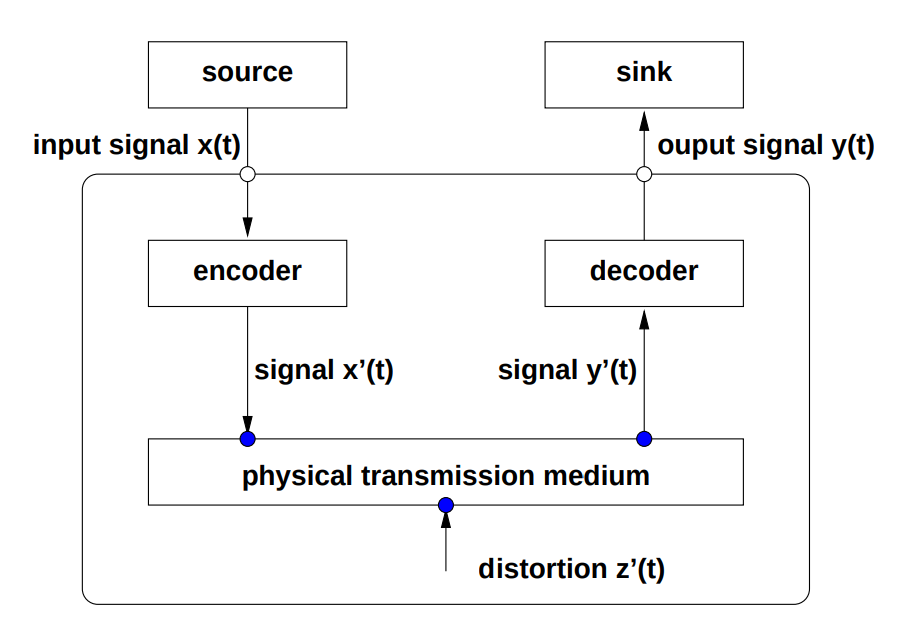 source
sink
input signal x(t)
ouput signal y(t)
encoder
decoder
signal x’(t)
signal y’(t)
physical transmission medium
distortion z’(t)